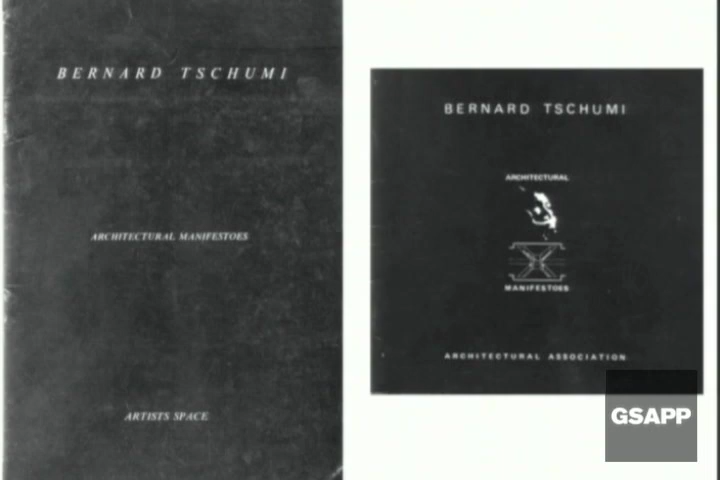 BERNARD TSCHUMI
ARCHITECTURAL MANIFESTOES
ARTISTS SPACE
BERNARD TSCHUMI
ARCHITECTURAL
MANIFESTOES
ARCHITECTURAL ASSOCIATION
GSAPP